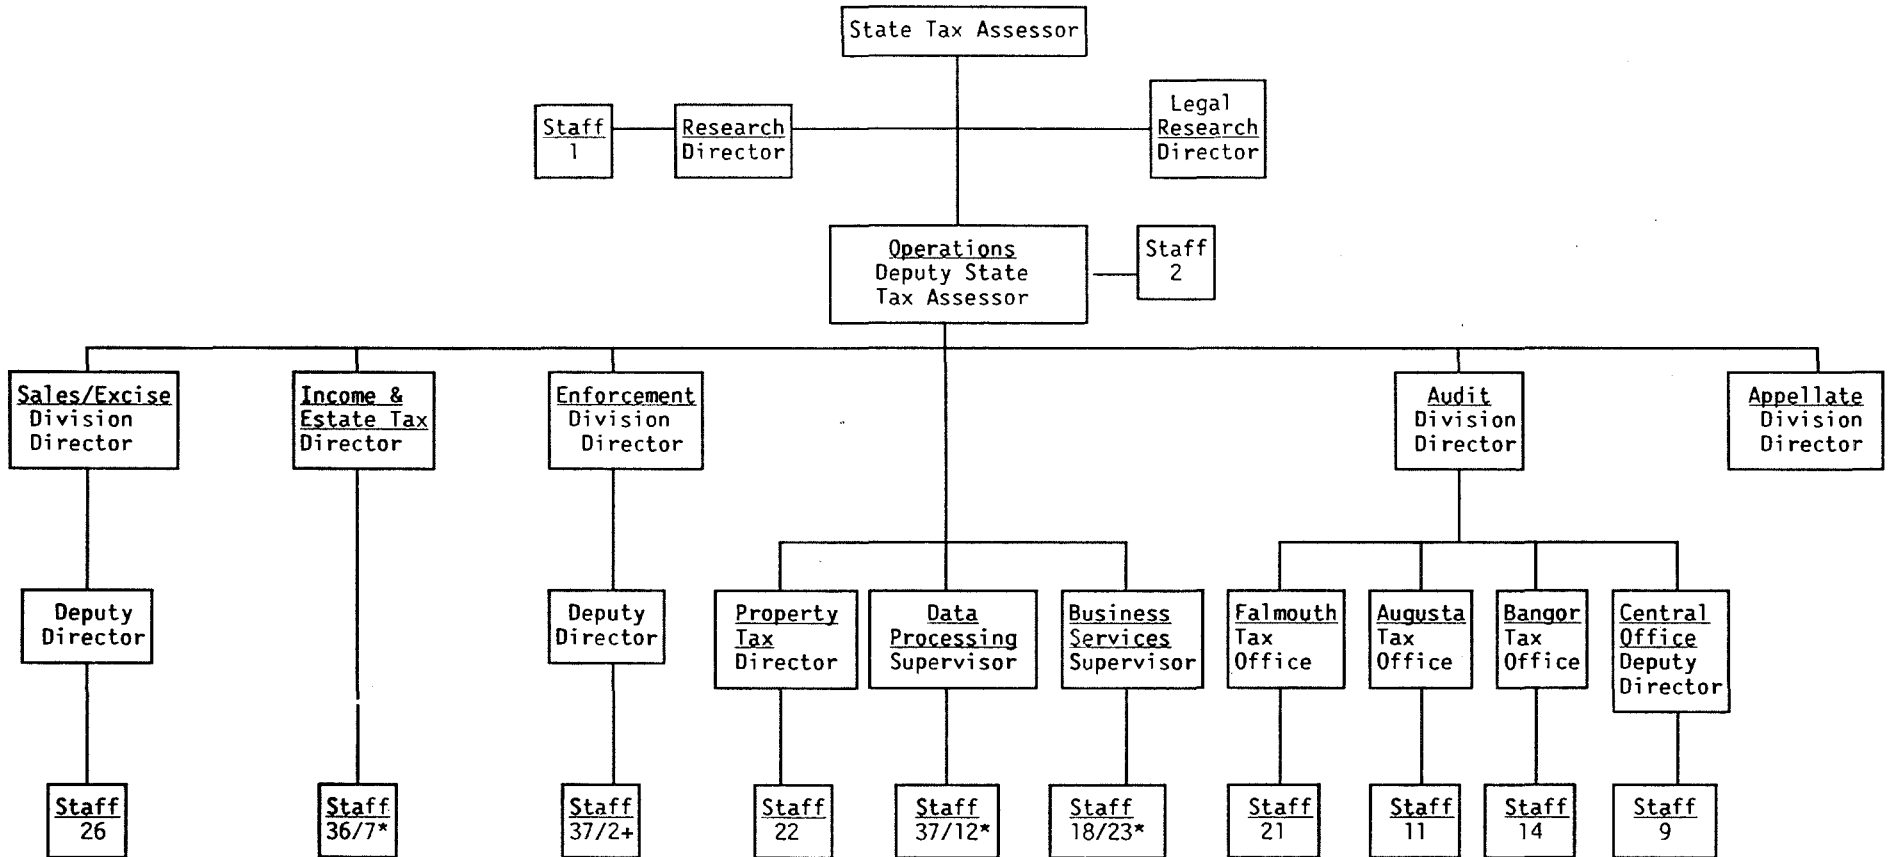 State Tax Assessor
Staff
1
Research
Director
Legal
Research
Director
Operations
Deputy State
Tax Assessor
Staff
2
Sales/Excise
Division
Director
Income &
Estate Tax
Director
Enforcement
Division
Director
Audit
Division
Director
Appellate
Division
Director
Deputy
Director
Deputy
Director
Property
Tax
Director
Data
Processing
Supervisor
Business
Services
Supervisor
Falmouth
Tax
Office
Augusta
Tax
Office
Bangor
Tax
Office
Central
Office
Deputy
Director
Staff
26
Staff
36/7*
Staff
37/2+
Staff
22
Staff
37/12*
Staff
18/23*
Staff
21
Staff
11
Staff
14
Staff
9